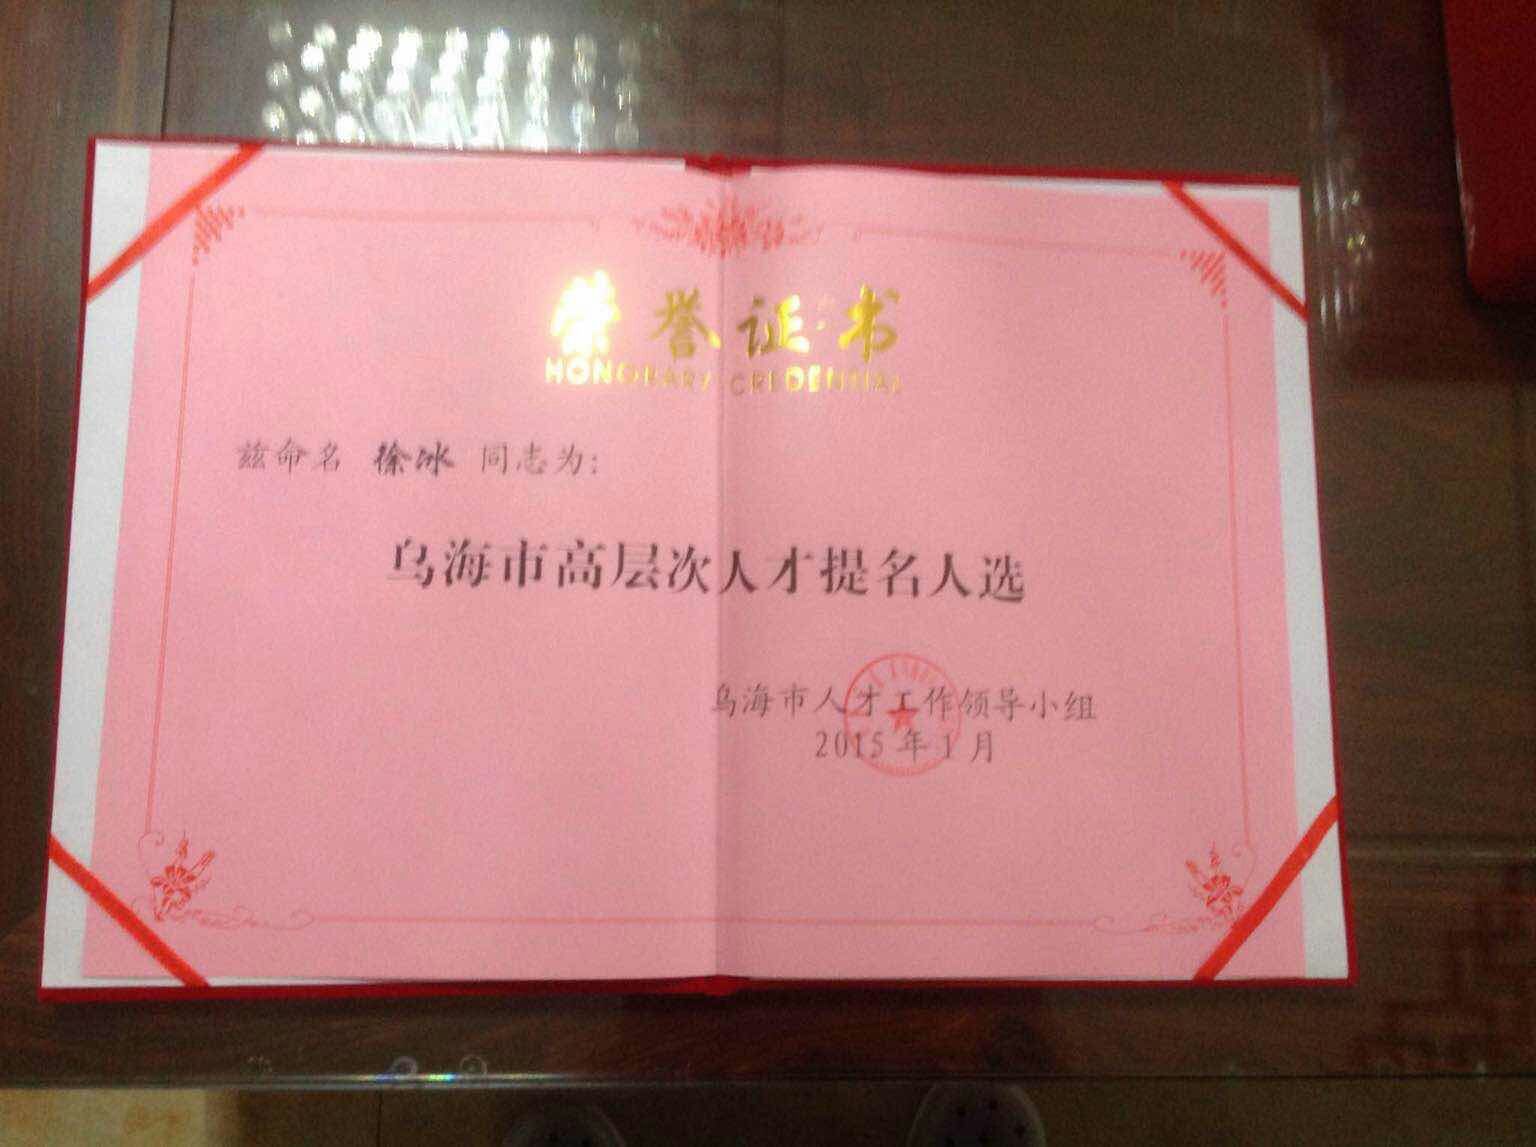 荣誉证书
HONORARY CREDENTIAL
兹命名 徐冰 同志为:
乌海市高层次人才提名人选
乌海市人才工作领导小组
2015年1月